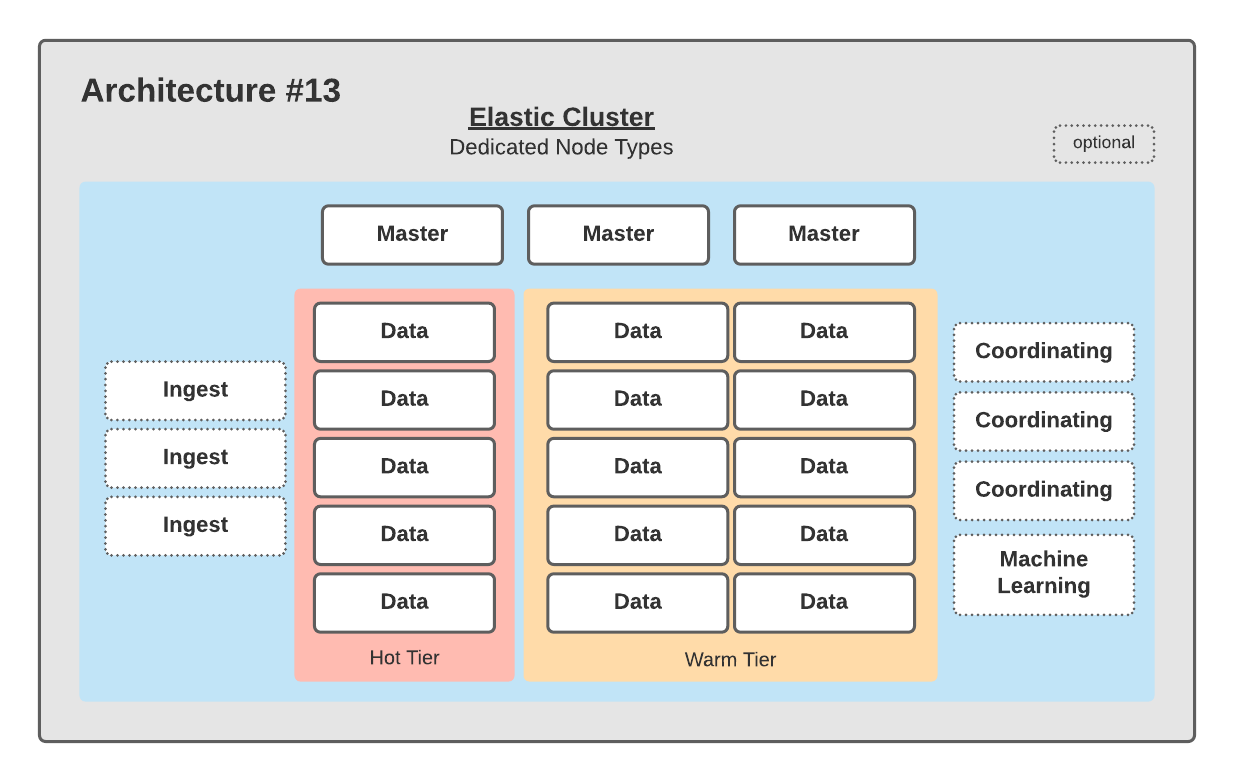 Architecture #13
Elastic Cluster
Dedicated Node Types
optional
Master
Master
Master
Ingest
Ingest
Ingest
Data
Data
Data
Data
Data
Hot Tier
Data
Data
Data
Data
Data
Data
Data
Data
Data
Data
Warm Tier
Coordinating
Coordinating
Coordinating
Machine
Learning